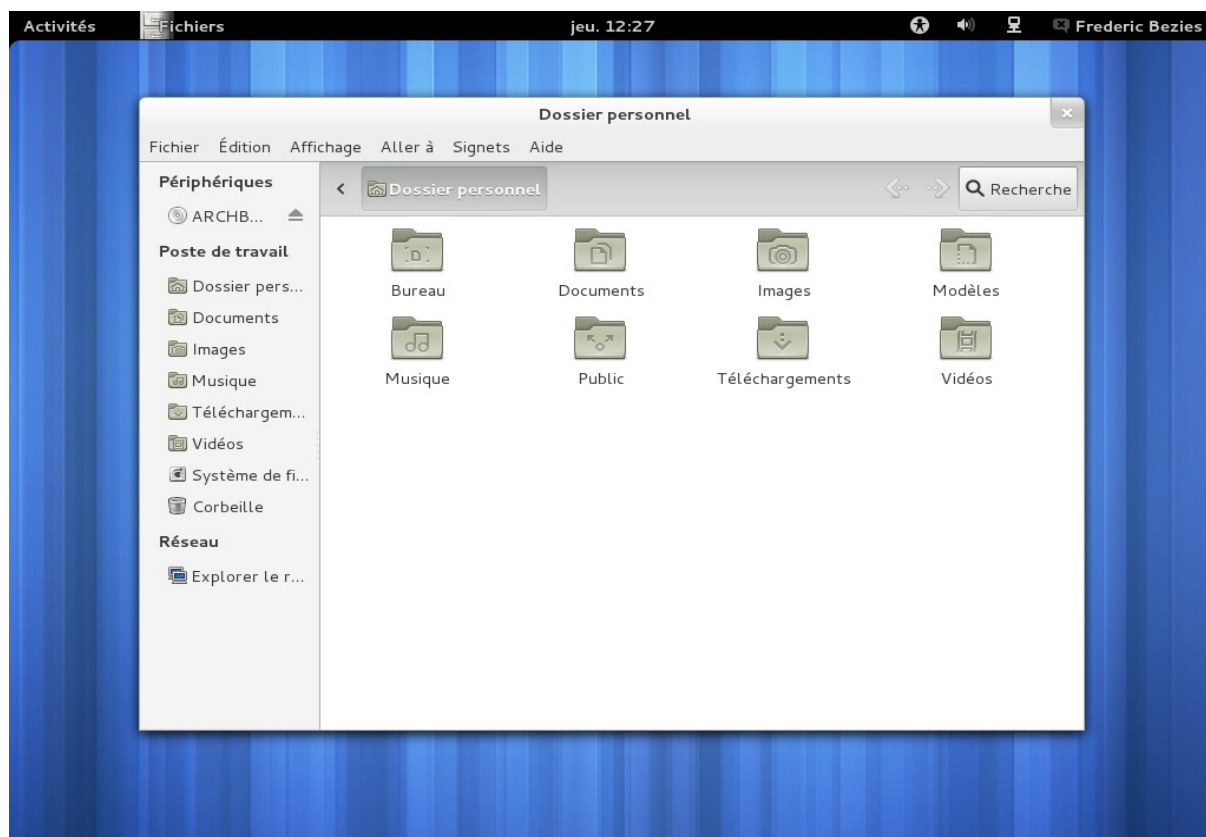 Activités Fichiers jeu. 12:27 Frederic Bezies
Dossier personnel
Fichier Édition Affichage Aller à Signets Aide
Périphériques
ARCHB...
Poste de travail
Dossier pers...
Documents
Images
Musique
Téléchargem...
Vidéos
Système de fi...
Corbeille
Réseau
Explorer le r...
Dossier personnel Recherche
Bureau Documents Images Modèles
Musique Public Téléchargements Vidéos